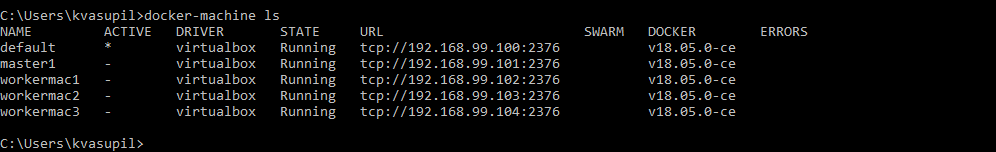 C:\Users\kvasupil>docker-machine ls
NAME ACTIVE DRIVER STATE URL SWARM DOCKER ERRORS
default * virtualbox Running tcp://192.168.99.100:2376 v18.05.0-ce
master1 - virtualbox Running tcp://192.168.99.101:2376 v18.05.0-ce
workermac1 - virtualbox Running tcp://192.168.99.102:2376 v18.05.0-ce
workermac2 - virtualbox Running tcp://192.168.99.103:2376 v18.05.0-ce
workermac3 - virtualbox Running tcp://192.168.99.104:2376 v18.05.0-ce
C:\Users\kvasupil>